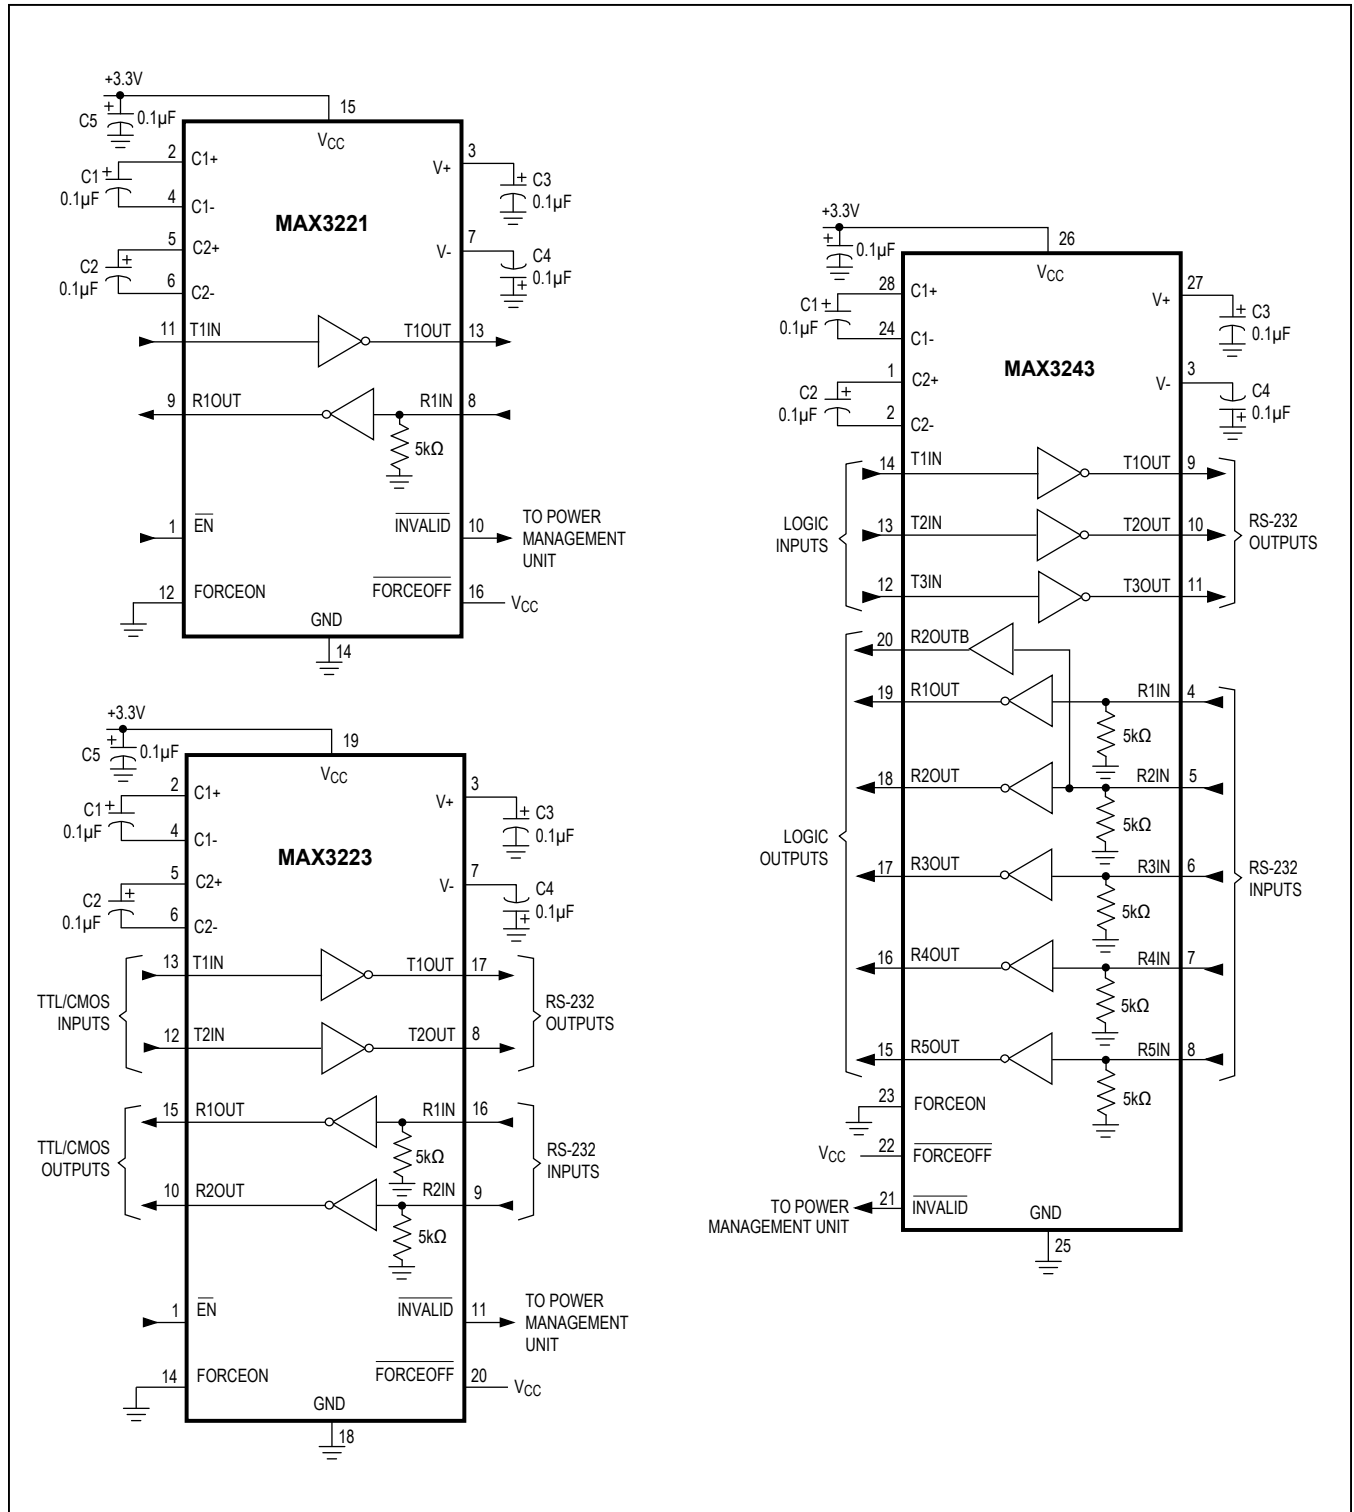 +3.3V
C5
+
0.1µF
15
VCC
2
C1+
C1
+
0.1µF
4
C1-
5
C2+
C2
+
0.1µF
6
C2-
MAX3221
3
V+
+
C3
0.1µF
7
V-
C4
0.1µF
+
11
T1IN
T1OUT
13
9
R1OUT
R1IN
8
5kΩ
1
EN
INVALID
10
TO POWER
MANAGEMENT
UNIT
12
FORCEON
FORCEOFF
16
VCC
GND
14
+3.3V
C5
+
0.1µF
19
VCC
2
C1+
C1
+
0.1µF
4
C1-
5
C2+
C2
+
0.1µF
6
C2-
MAX3223
3
V+
+
C3
0.1µF
7
V-
C4
0.1µF
+
TTL/CMOS
INPUTS
13
T1IN
T1OUT
17
12
T2IN
T2OUT
8
RS-232
OUTPUTS
TTL/CMOS
OUTPUTS
15
R1OUT
R1IN
16
5kΩ
10
R2OUT
R2IN
9
5kΩ
RS-232
INPUTS
1
EN
INVALID
11
TO POWER
MANAGEMENT
UNIT
14
FORCEON
FORCEOFF
20
VCC
GND
18
+3.3V
+
0.1µF
26
VCC
28
C1+
C1
+
0.1µF
24
C1-
1
C2+
C2
+
0.1µF
2
C2-
MAX3243
27
V+
+
C3
0.1µF
3
V-
C4
0.1µF
+
LOGIC
INPUTS
14
T1IN
T1OUT
9
13
T2IN
T2OUT
10
12
T3IN
T3OUT
11
RS-232
OUTPUTS
LOGIC
OUTPUTS
20
R2OUTB
19
R1OUT
R1IN
4
5kΩ
18
R2OUT
R2IN
5
5kΩ
17
R3OUT
R3IN
6
5kΩ
16
R4OUT
R4IN
7
5kΩ
15
R5OUT
R5IN
8
5kΩ
RS-232
INPUTS
23
FORCEON
VCC
22
FORCEOFF
TO POWER
MANAGEMENT UNIT
21
INVALID
GND
25